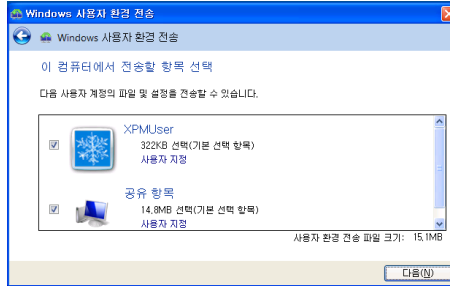 Windows 사용자 환경 전송
Windows 사용자 환경 전송
이 컴퓨터에서 전송할 항목 선택
다음 사용자 계정의 파일 및 설정을 전송할 수 있습니다.
XPMUser
322KB 선택(기본 선택 항목)
사용자 지정
공유 항목
14.8MB 선택(기본 선택 항목)
사용자 지정
사용자 환경 전송 파일 크기: 15.1MB
다음(N)